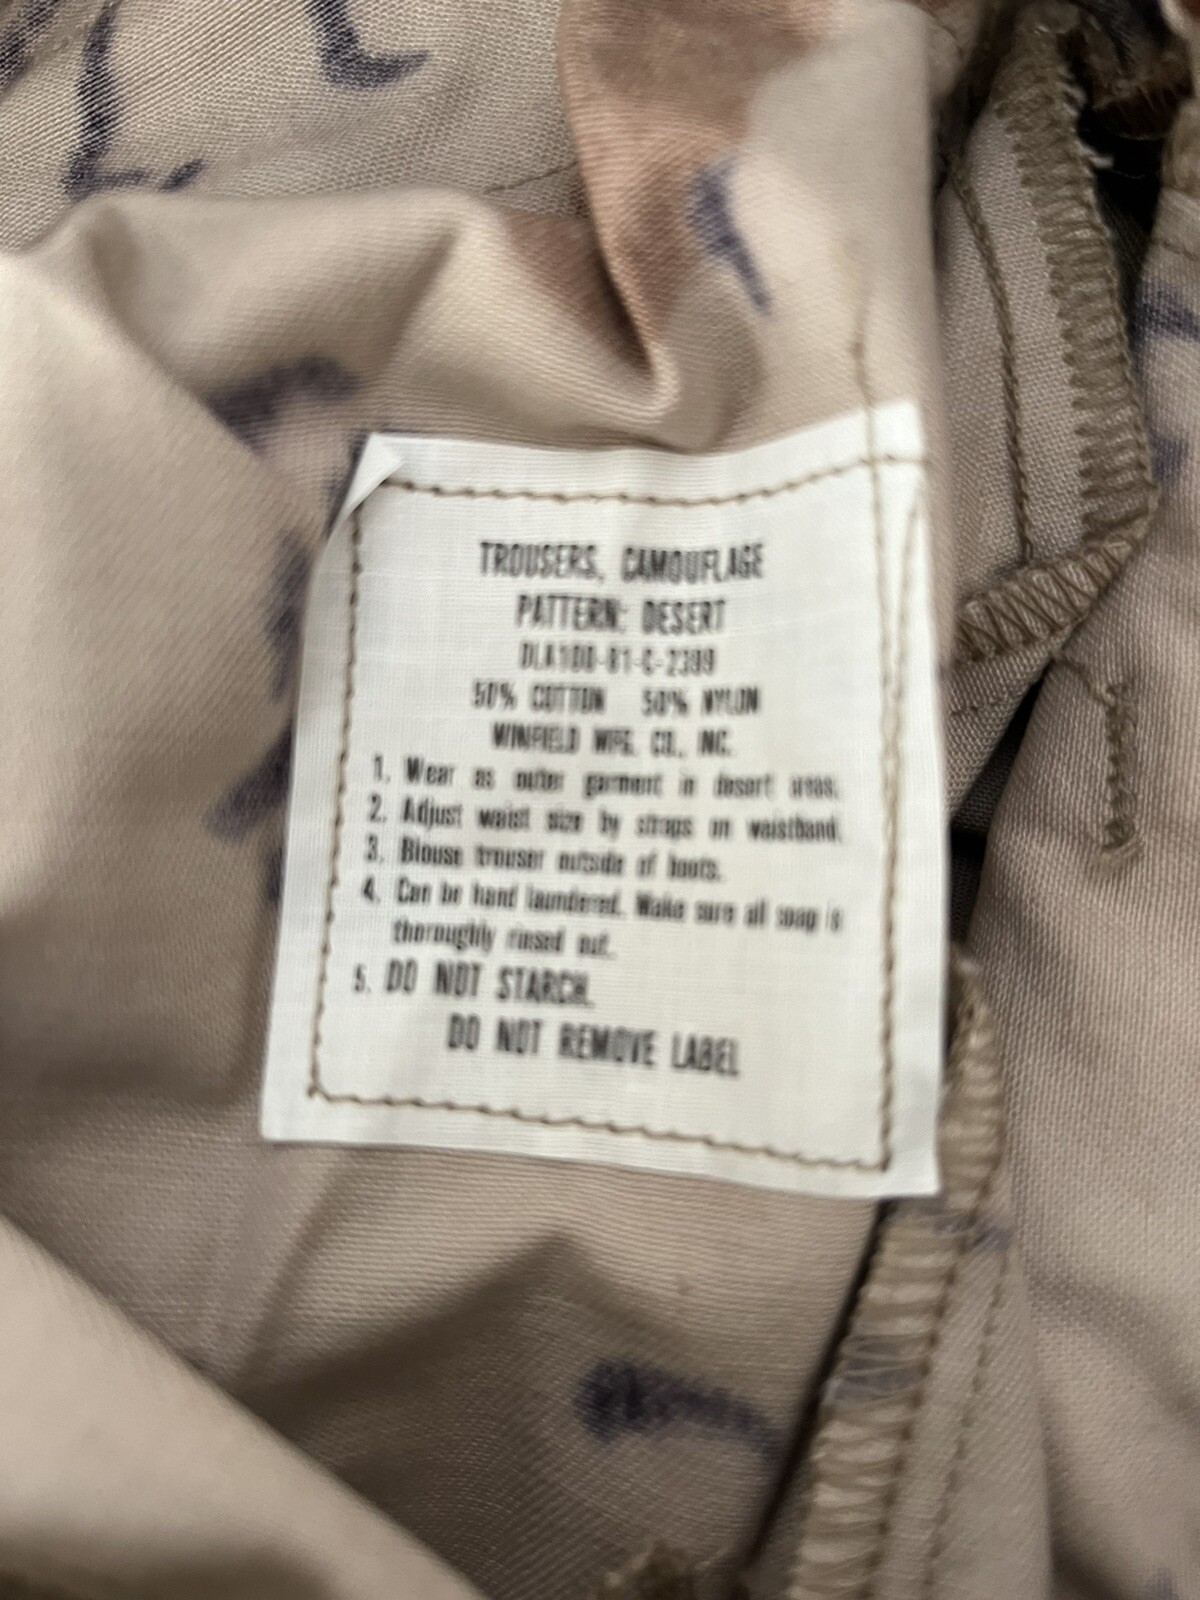 TROUSERS, CAMOUFLAGE
PATTERN: DESERT
DLA100-81-C-2399
50% COTTON 50% NYLON
WINFIELD MFG. CO., INC.
1. Wear as outer garment in desert areas.
2. Adjust waist size by straps on waistband.
3. Blouse trouser outside of boots.
4. Can be hand laundered. Make sure all soap is
thoroughly rinsed out.
5. DO NOT STARCH.
DO NOT REMOVE LABEL